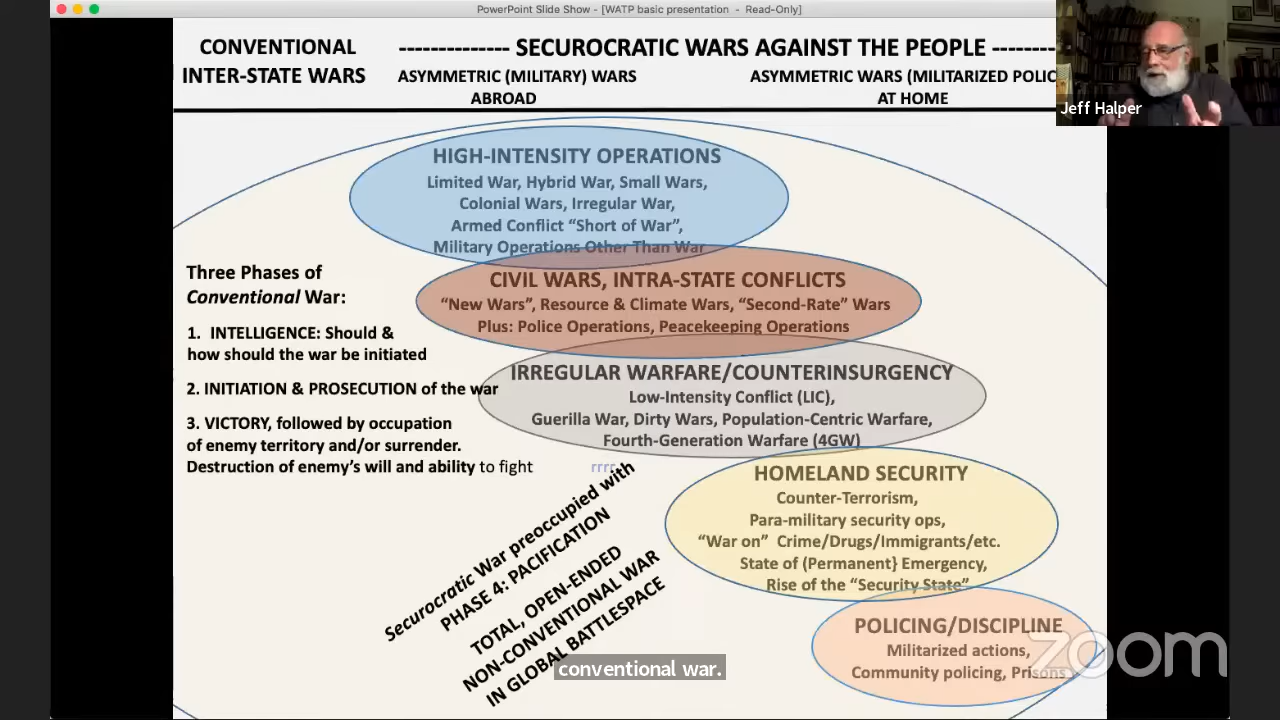 PowerPoint Slide Show - [WATP basic presentation - Read-Only]
CONVENTIONAL
INTER-STATE WARS
-------------- SECUROCRATIC WARS AGAINST THE PEOPLE --------
ASYMMETRIC (MILITARY) WARS
ABROAD
ASYMMETRIC WARS (MILITARIZED POLIC
AT HOME
Jeff Halper
HIGH-INTENSITY OPERATIONS
Limited War, Hybrid War, Small Wars,
Colonial Wars, Irregular War,
Armed Conflict “Short of War”,
Military Operations Other Than War
CIVIL WARS, INTRA-STATE CONFLICTS
“New Wars”, Resource & Climate Wars, “Second-Rate” Wars
Plus: Police Operations, Peacekeeping Operations
Three Phases of
Conventional War:
1. INTELLIGENCE: Should &
how should the war be initiated
2. INITIATION & PROSECUTION of the war
3. VICTORY, followed by occupation
of enemy territory and/or surrender.
Destruction of enemy’s will and ability to fight
IRREGULAR WARFARE/COUNTERINSURGENCY
Low-Intensity Conflict (LIC),
Guerilla War, Dirty Wars, Population-Centric Warfare,
Fourth-Generation Warfare (4GW)
rrrr
HOMELAND SECURITY
Counter-Terrorism,
Para-military security ops,
“War on” Crime/Drugs/Immigrants/etc.
State of (Permanent} Emergency,
Rise of the “Security State”
Securocratic War preoccupied with
PHASE 4: PACIFICATION
TOTAL, OPEN-ENDED
NON-CONVENTIONAL WAR
IN GLOBAL BATTLESPACE
POLICING/DISCIPLINE
Militarized actions,
Community policing, Prisons
conventional war.
zoom